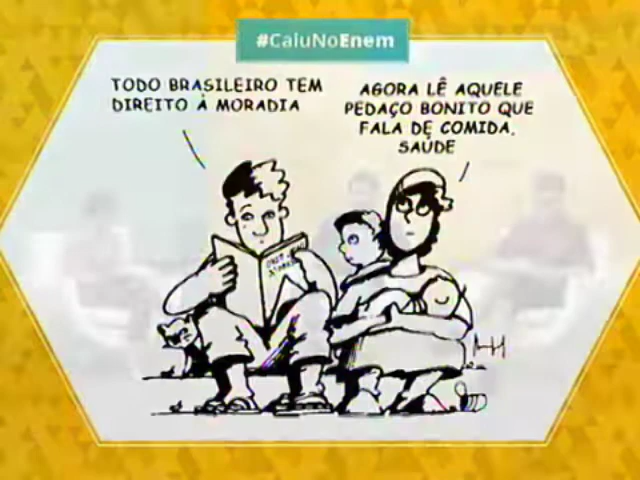 #CaiuNoEnem
TODO BRASILEIRO TEM
DIREITO À MORADIA
AGORA LÊ AQUELE
PEDAÇO BONITO QUE
FALA DE COMIDA,
SAÚDE